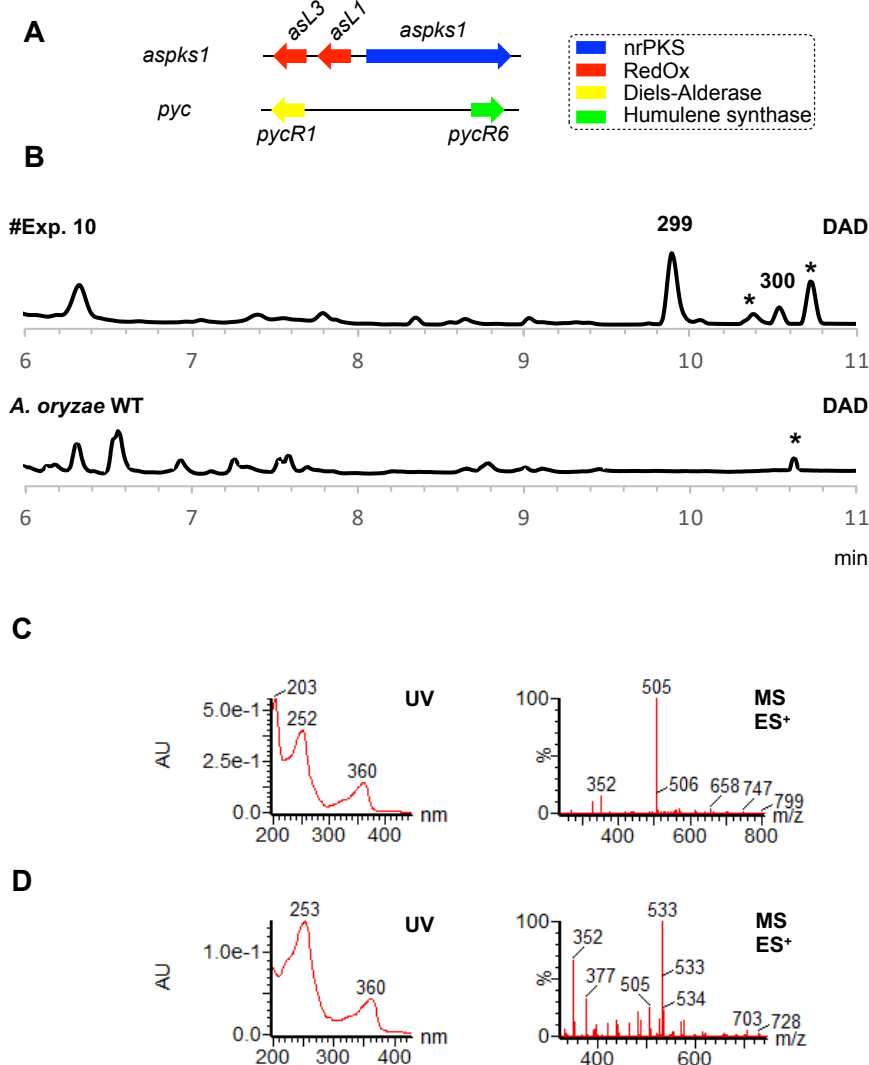 A
asL3 asL1 aspks1
aspks1
pyc
pycR1 pycR6
nrPKS
RedOx
Diels-Alderase
Humulene synthase
B
#Exp. 10 299 DAD
* 300 *
6 7 8 9 10 11
A. oryzae WT DAD
*
6 7 8 9 10 11
min
C
203 UV
252
360
5.0e-1
2.5e-1
0.0
AU
200 300 400 nm
505 MS
ES+
100
%
0
352 506 658 747 799
400 600 800 m/z
D
253 UV
360
1.0e-1
0.0
AU
200 300 400 nm
533 MS
ES+
100
%
0
352 533
377 505 534
703 728
400 600 m/z